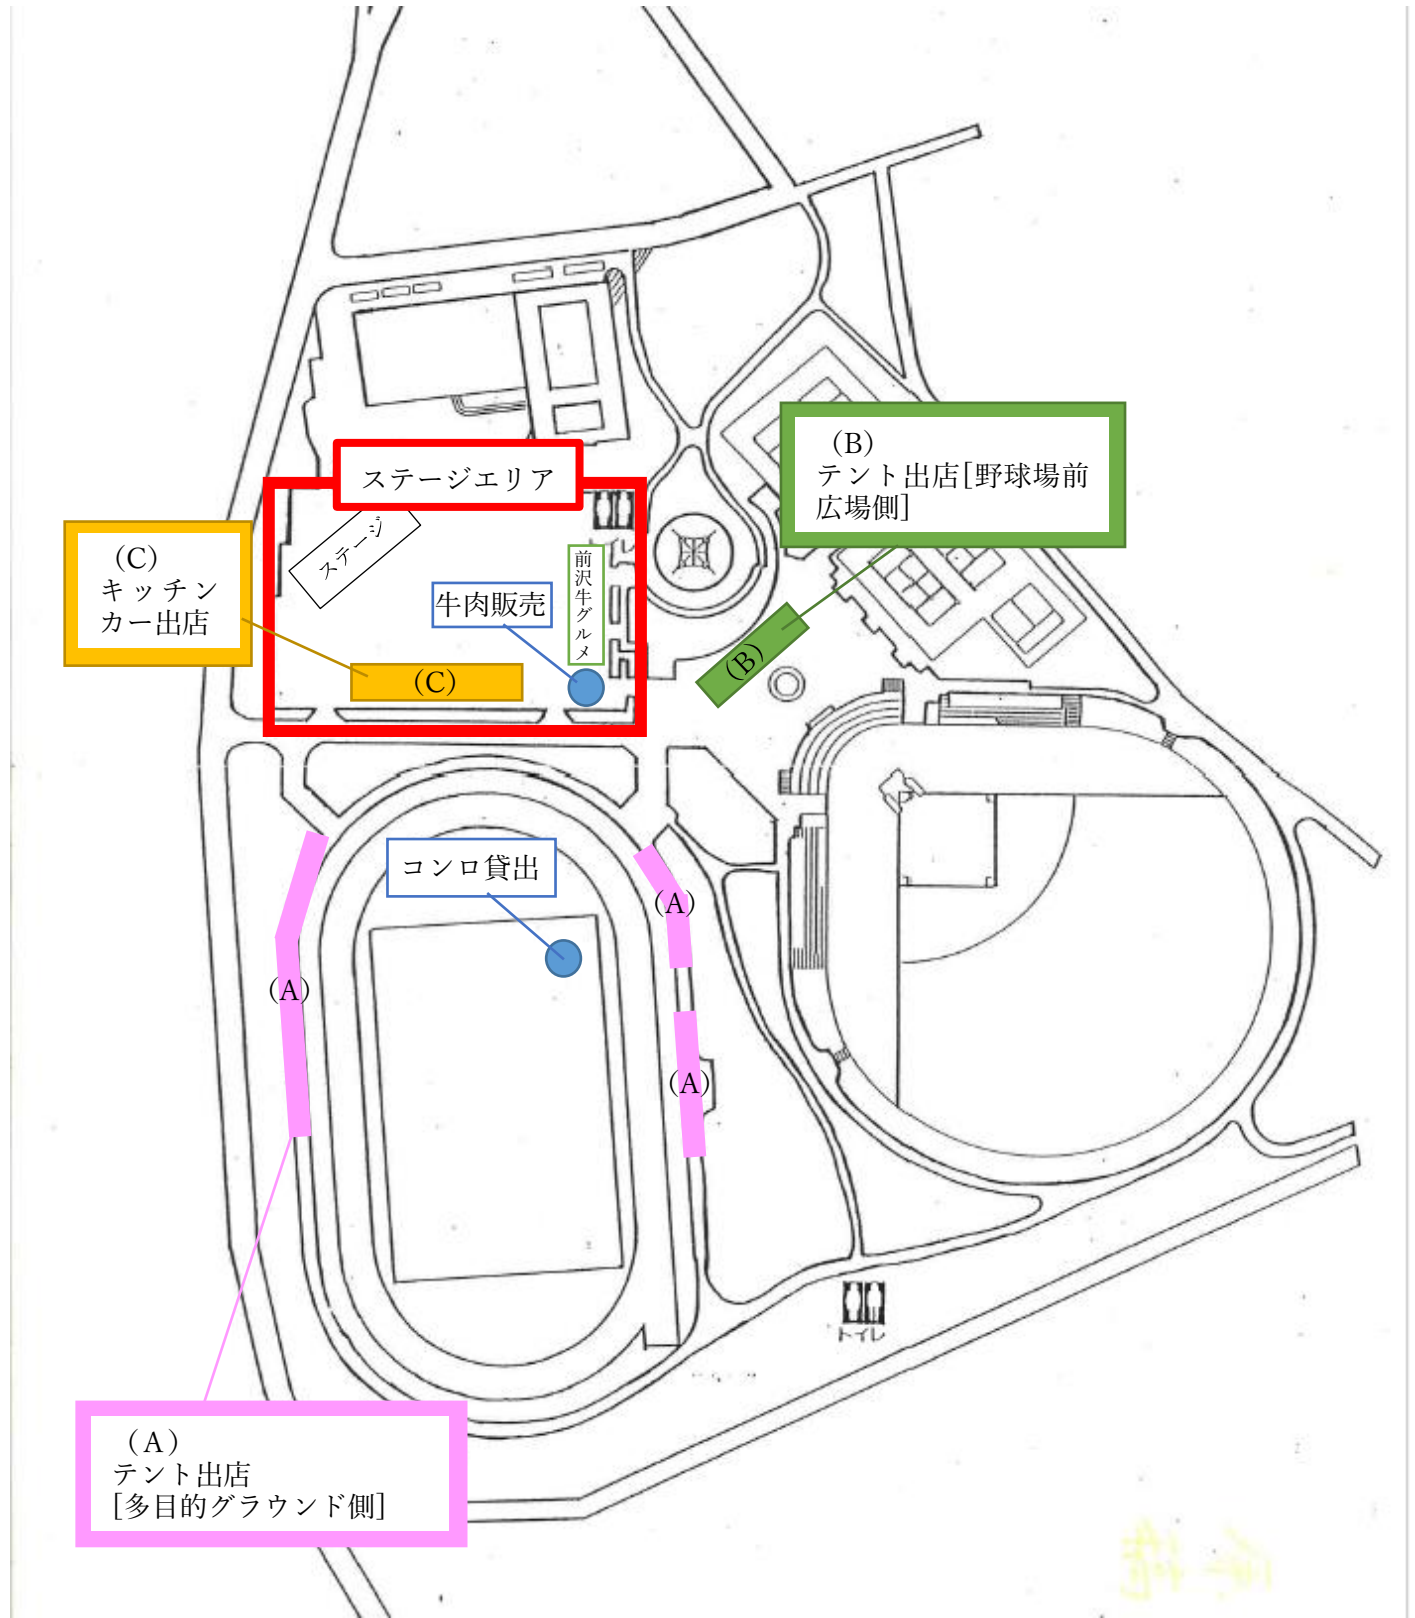 ステージエリア
(B)
テント出店[野球場前
広場側]
(C)
キッチン
カー出店
ステージ
トイレ
前沢牛グルメ
牛肉販売
(C)
(B)
コンロ貸出
(A)
(A)
(A)
トイレ
(A)
テント出店
[多目的グラウンド側]